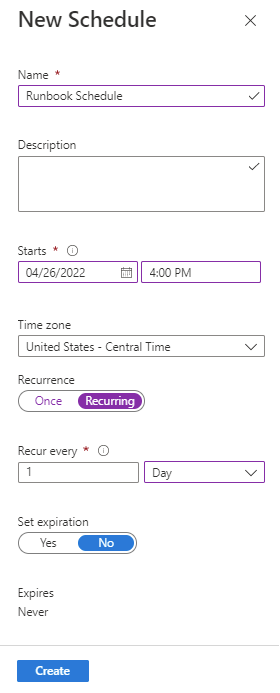 New Schedule
Name *
Runbook Schedule
Description
Starts *
04/26/2022 4:00 PM
Time zone
United States - Central Time
Recurrence
Once Recurring
Recur every *
1 Day
Set expiration
Yes No
Expires
Never
Create